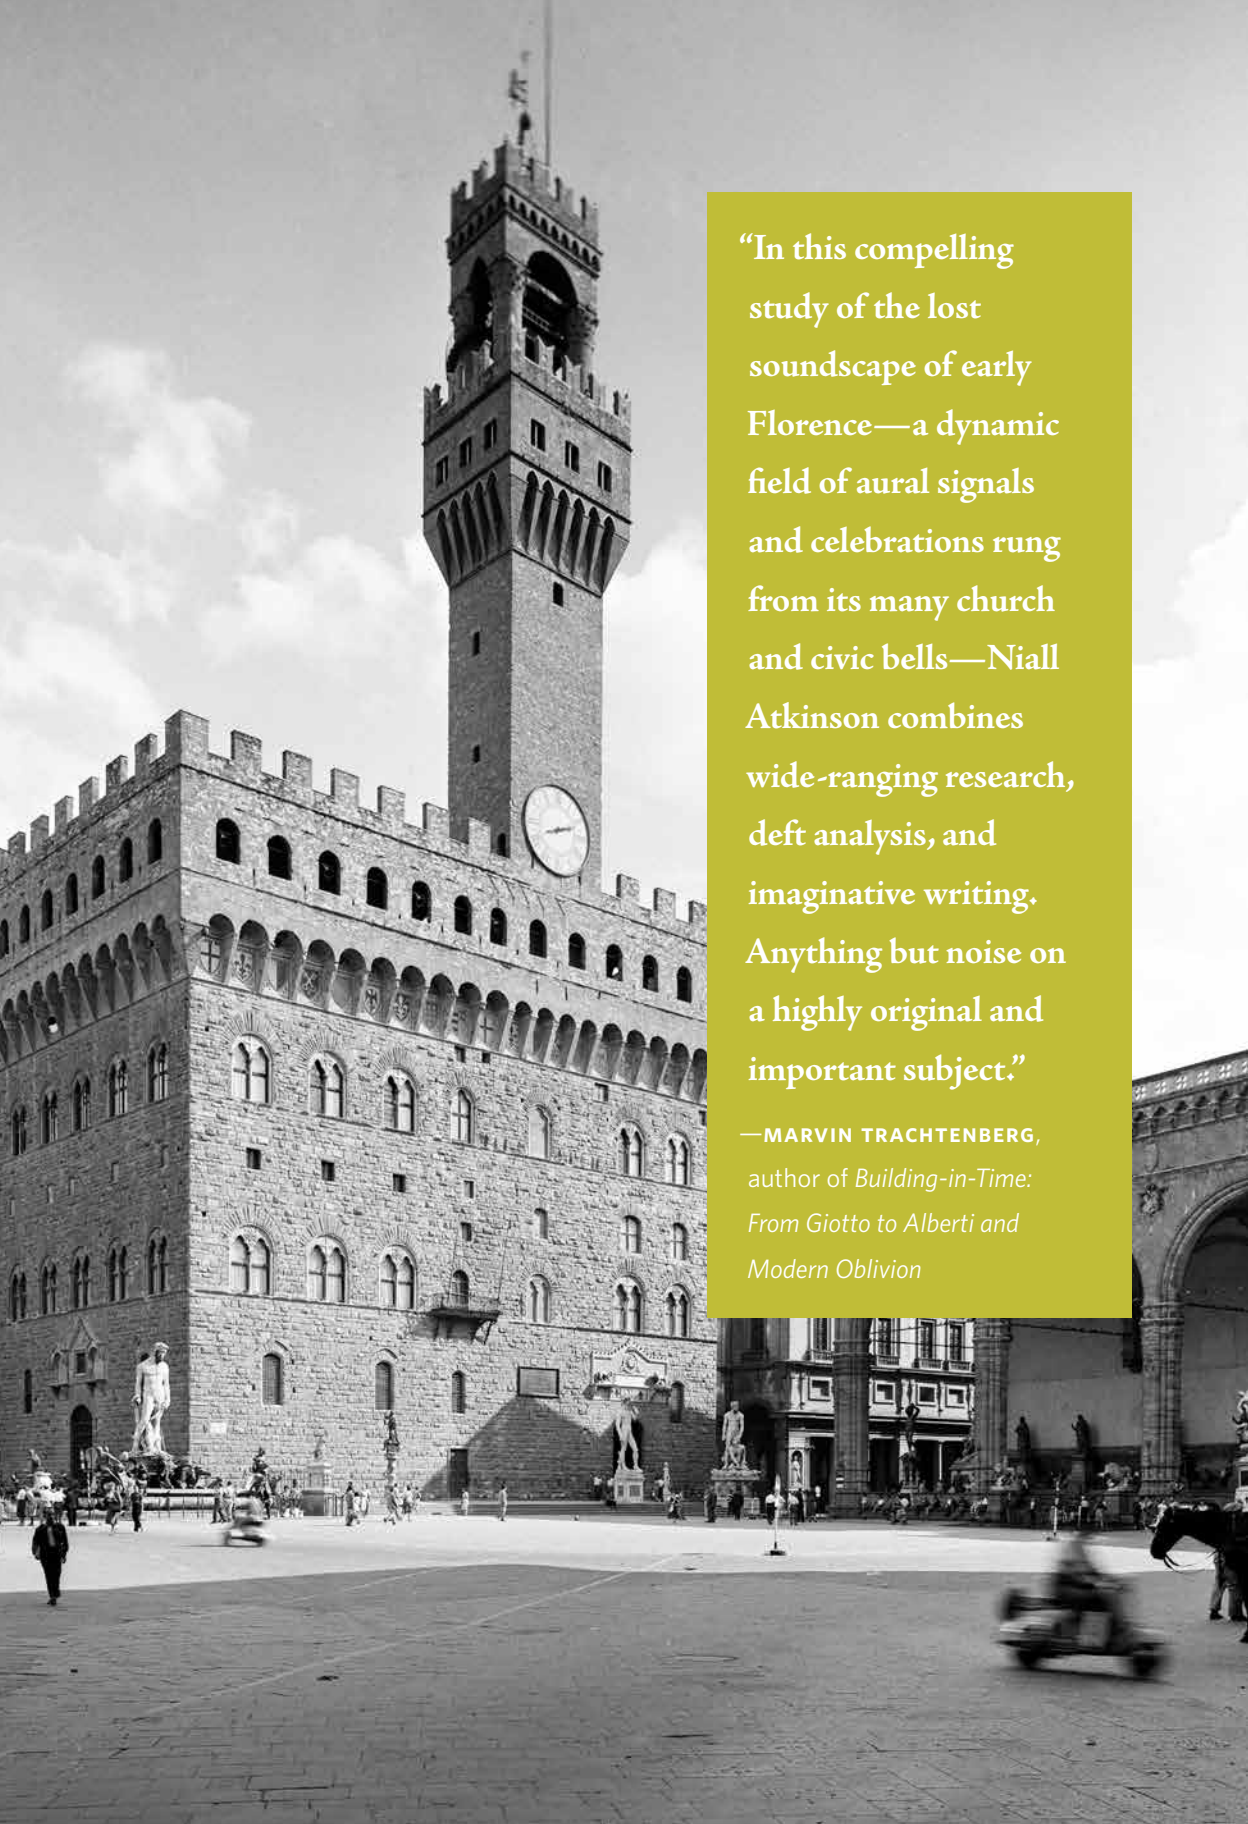 “In this compelling
study of the lost
soundscape of early
Florence—a dynamic
field of aural signals
and celebrations rung
from its many church
and civic bells—Niall
Atkinson combines
wide-ranging research,
deft analysis, and
imaginative writing.
Anything but noise on
a highly original and
important subject.”
—MARVIN TRACHTENBERG,
author of Building-in-Time:
From Giotto to Alberti and
Modern Oblivion